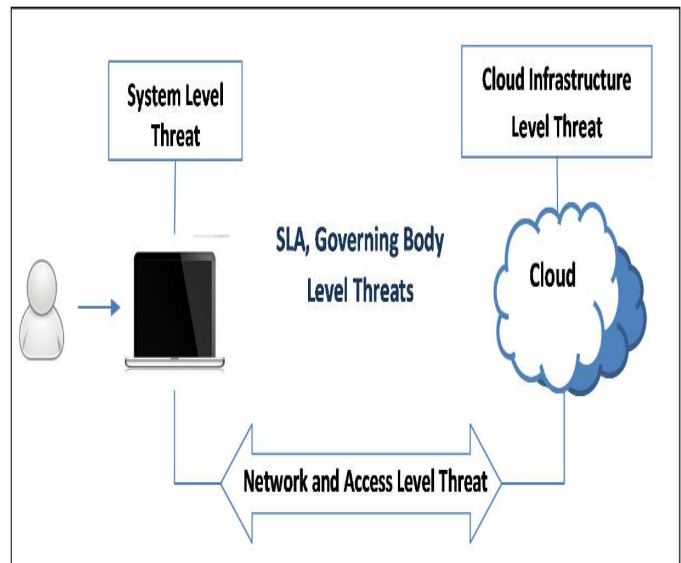 System Level
Threat
Cloud Infrastructure
Level Threat
SLA, Governing Body
Level Threats
Cloud
Network and Access Level Threat